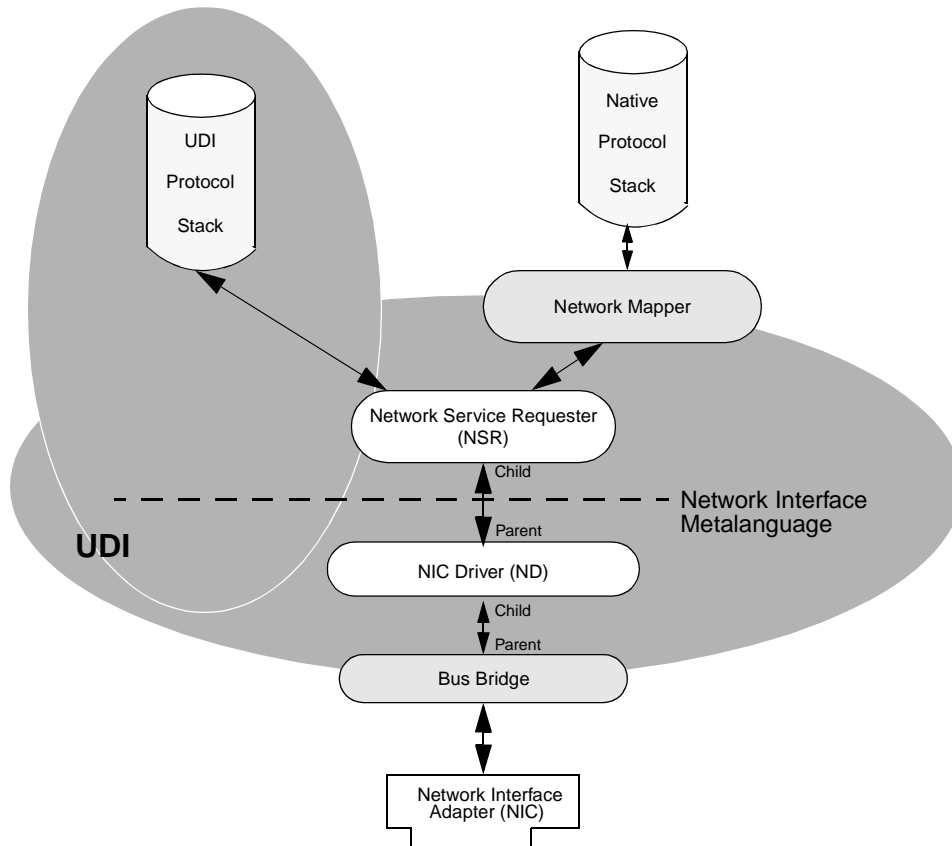 Native
Protocol
Stack
UDI
Protocol
Stack
Network Mapper
Network Service Requester
(NSR)
Child
Network Interface
Metalanguage
Parent
UDI
NIC Driver (ND)
Child
Parent
Bus Bridge
Network Interface
Adapter (NIC)